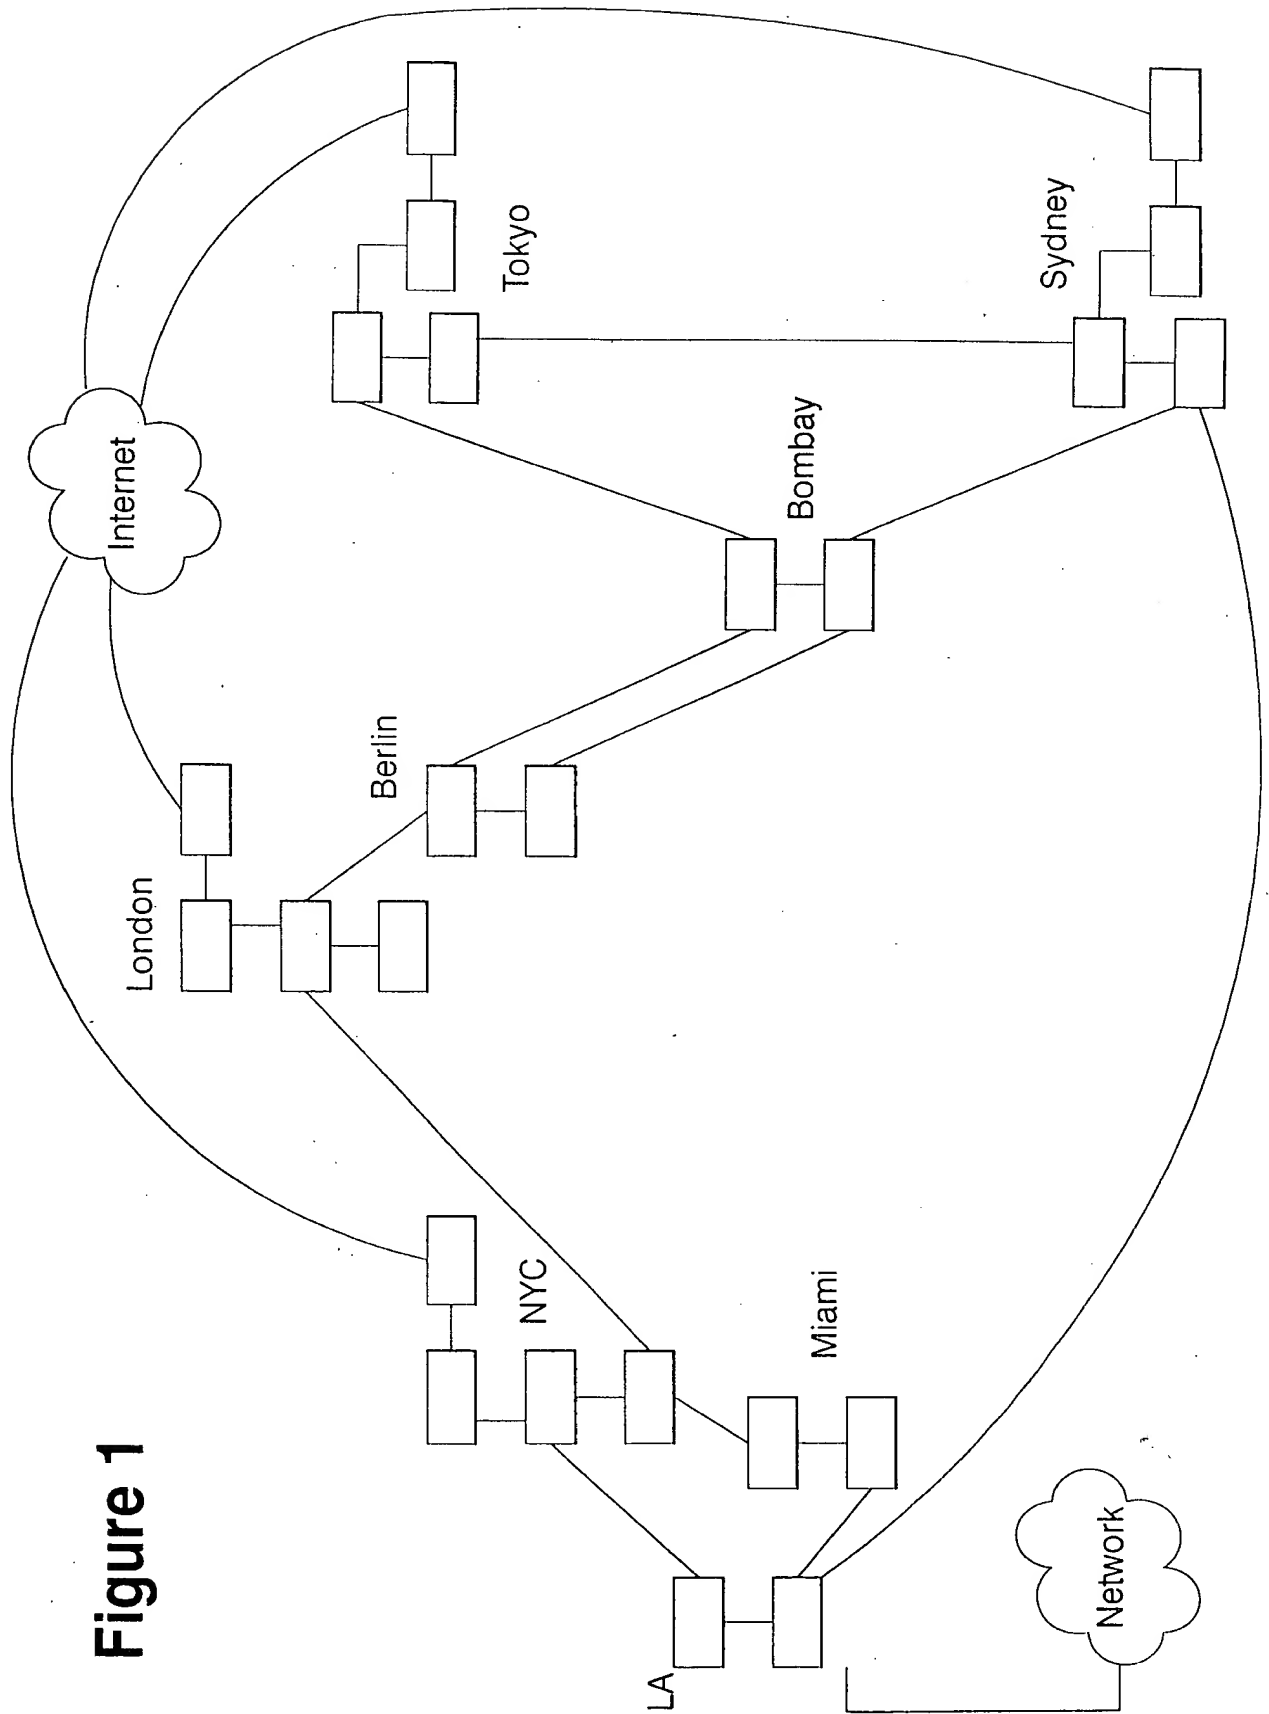 Figure 1
Internet
London
Berlin
Tokyo
Bombay
Sydney
NYC
Miami
LA
Network